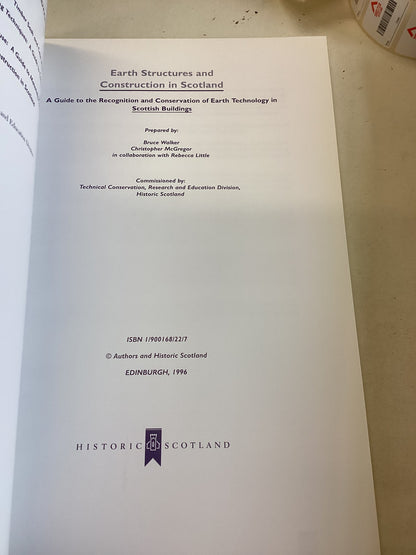 Earth Structures and
Construction in Scotland
A Guide to the Recognition and Conservation of Earth Technology in
Scottish Buildings
Prepared by:
Bruce Walker
Christopher McGregor
in collaboration with Rebecca Little
Commissioned by:
Technical Conservation, Research and Education Division,
Historic Scotland
ISBN 1/900168/22/7
© Authors and Historic Scotland
EDINBURGH, 1996
HISTORIC SCOTLAND